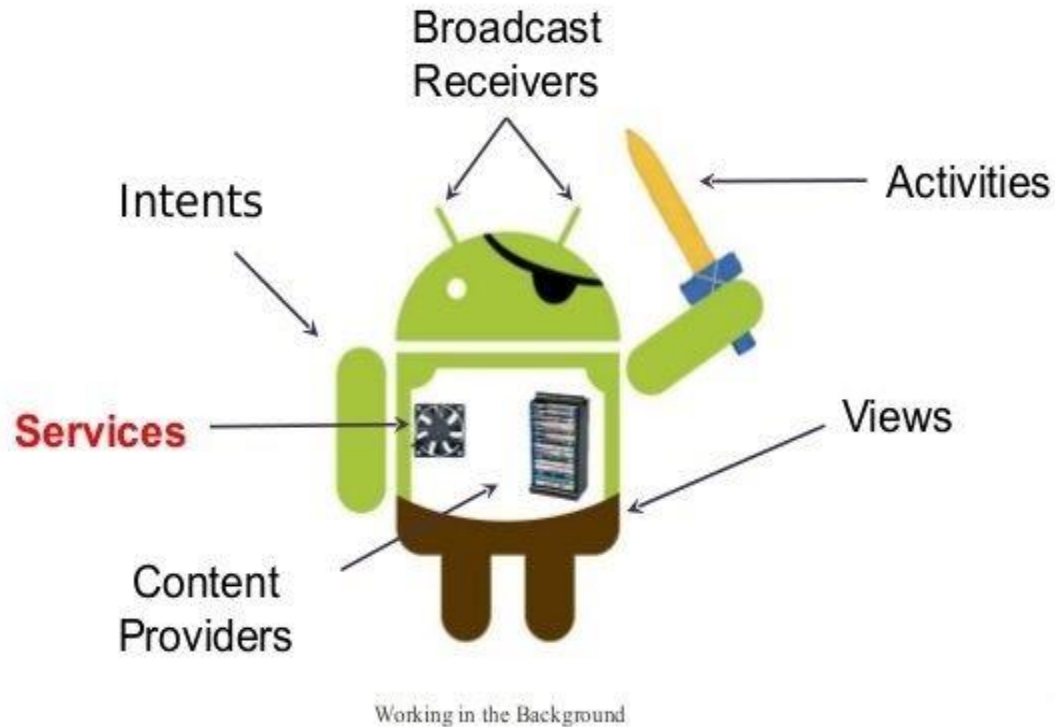 Broadcast
Receivers
Intents
Activities
Services
Views
Content
Providers
Working in the Background